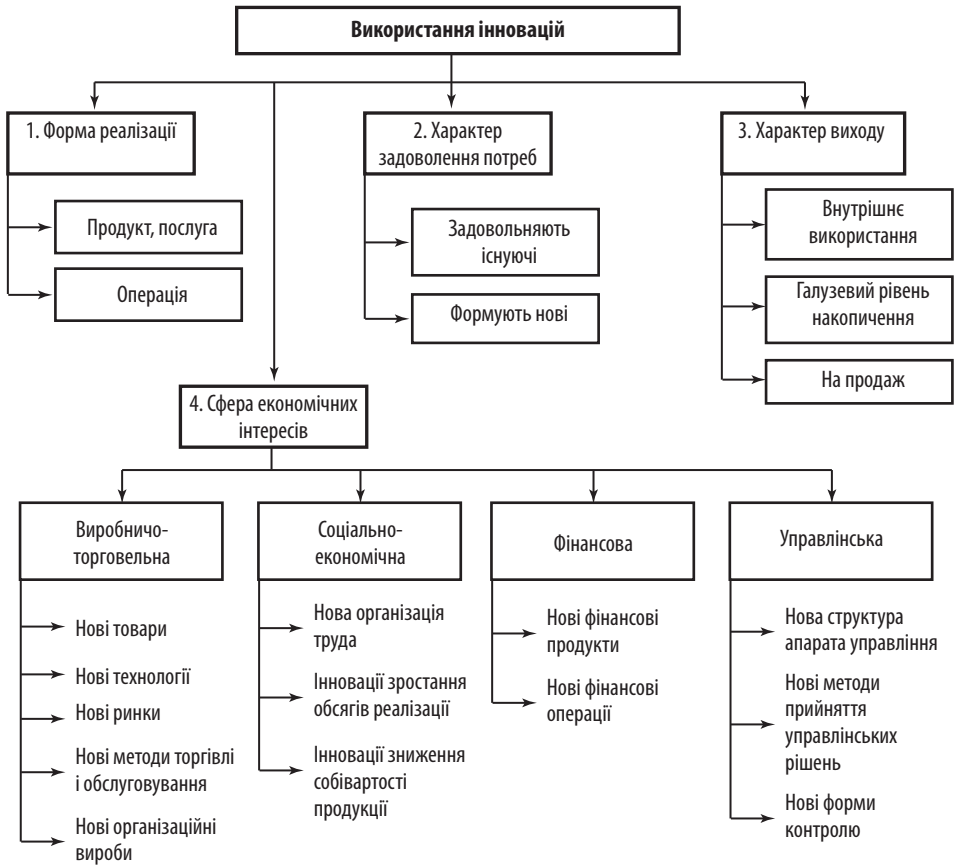 Використання інновацій
1. Форма реалізації
Продукт, послуга
Операція
2. Характер
задоволення потреб
Задовольняють
існуючі
Формують нові
3. Характер виходу
Внутрішнє
використання
Галузевий рівень
накопичення
На продаж
4. Сфера економічних
інтересів
Виробничо-
торговельна
Нові товари
Нові технології
Нові ринки
Нові методи торгівлі
і обслуговування
Нові організаційні
вироби
Соціально-
економічна
Нова організація
труда
Інновації зростання
обсягів реалізації
Інновації зниження
собівартості
продукції
Фінансова
Нові фінансові
продукти
Нові фінансові
операції
Управлінська
Нова структура
апарата управління
Нові методи
прийняття
управлінських
рішень
Нові форми
контролю